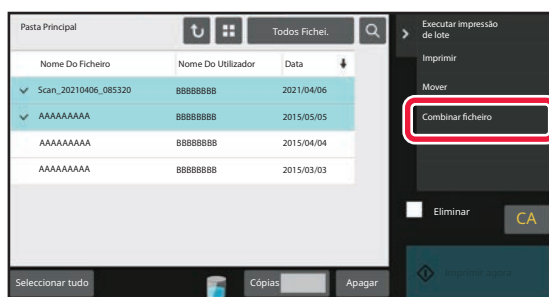 Pasta Principal
Todos Fichei.
Nome Do Ficheiro Nome Do Utilizador Data
Scan_20210406_085320 BBBBBBBB 2021/04/06
AAAAAAAAA BBBBBBBB 2015/05/05
AAAAAAAAA BBBBBBBB 2015/04/04
AAAAAAAAA BBBBBBBB 2015/03/03
Seleccionar tudo
Cópias
Apagar
Executar impressão
de lote
Imprimir
Mover
Combinar ficheiro
Eliminar
CA
Imprimir agora